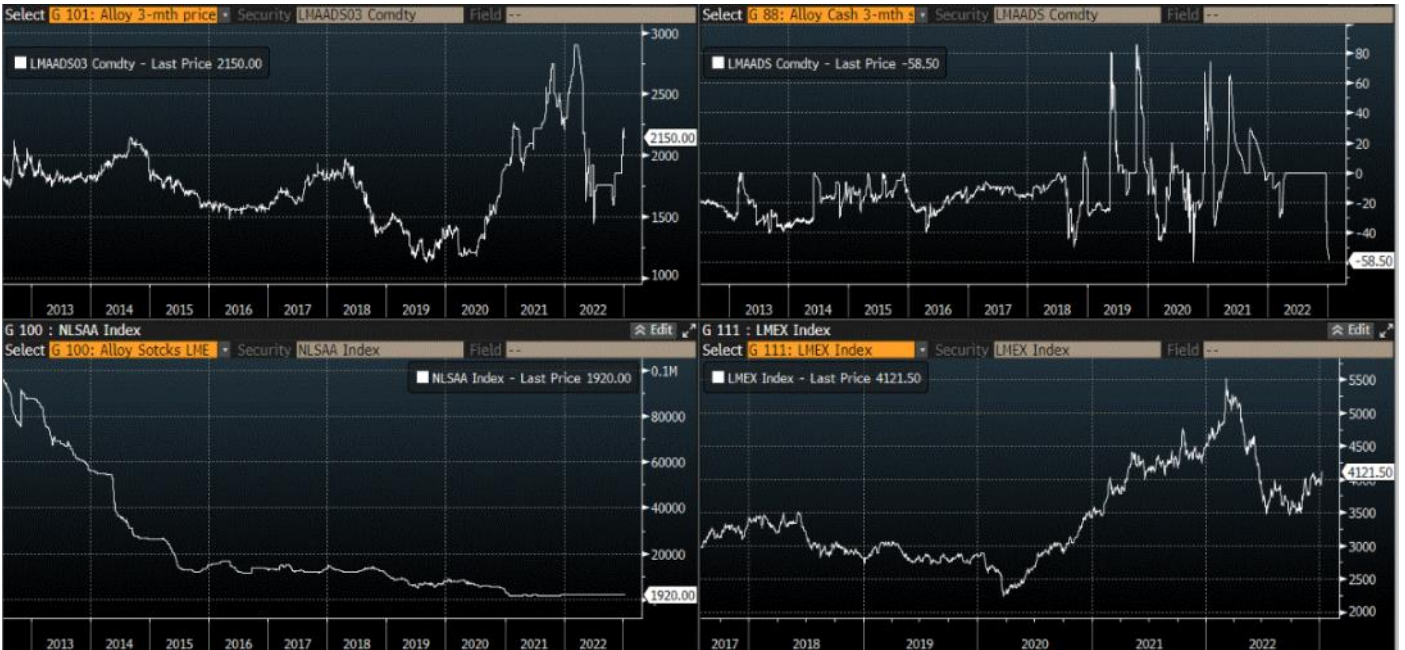 Select G 101: Alloy 3-mth price Security LMAADS03 Comdty Field --
LMAADS03 Comdty - Last Price 2150.00
3000
2500
2150.00
2000
1500
1000
2013 2014 2015 2016 2017 2018 2019 2020 2021 2022
Select G 88: Alloy Cash 3-mth s Security LMAADS Comdty Field --
LMAADS Comdty - Last Price -58.50
80
60
40
20
0
-20
-40
-58.50
2013 2014 2015 2016 2017 2018 2019 2020 2021 2022
G 100 : NLSAA Index Edit
Select G 100: Alloy Sotcks LME Security NLSAA Index Field --
NLSAA Index - Last Price 1920.00
0.1M
80000
60000
40000
20000
1920.00
2013 2014 2015 2016 2017 2018 2019 2020 2021 2022
G 111 : LMEX Index Edit
Select G 111: LMEX Index Security LMEX Index Field --
LMEX Index - Last Price 4121.50
5500
5000
4500
4121.50
4000
3500
3000
2500
2000
2017 2018 2019 2020 2021 2022